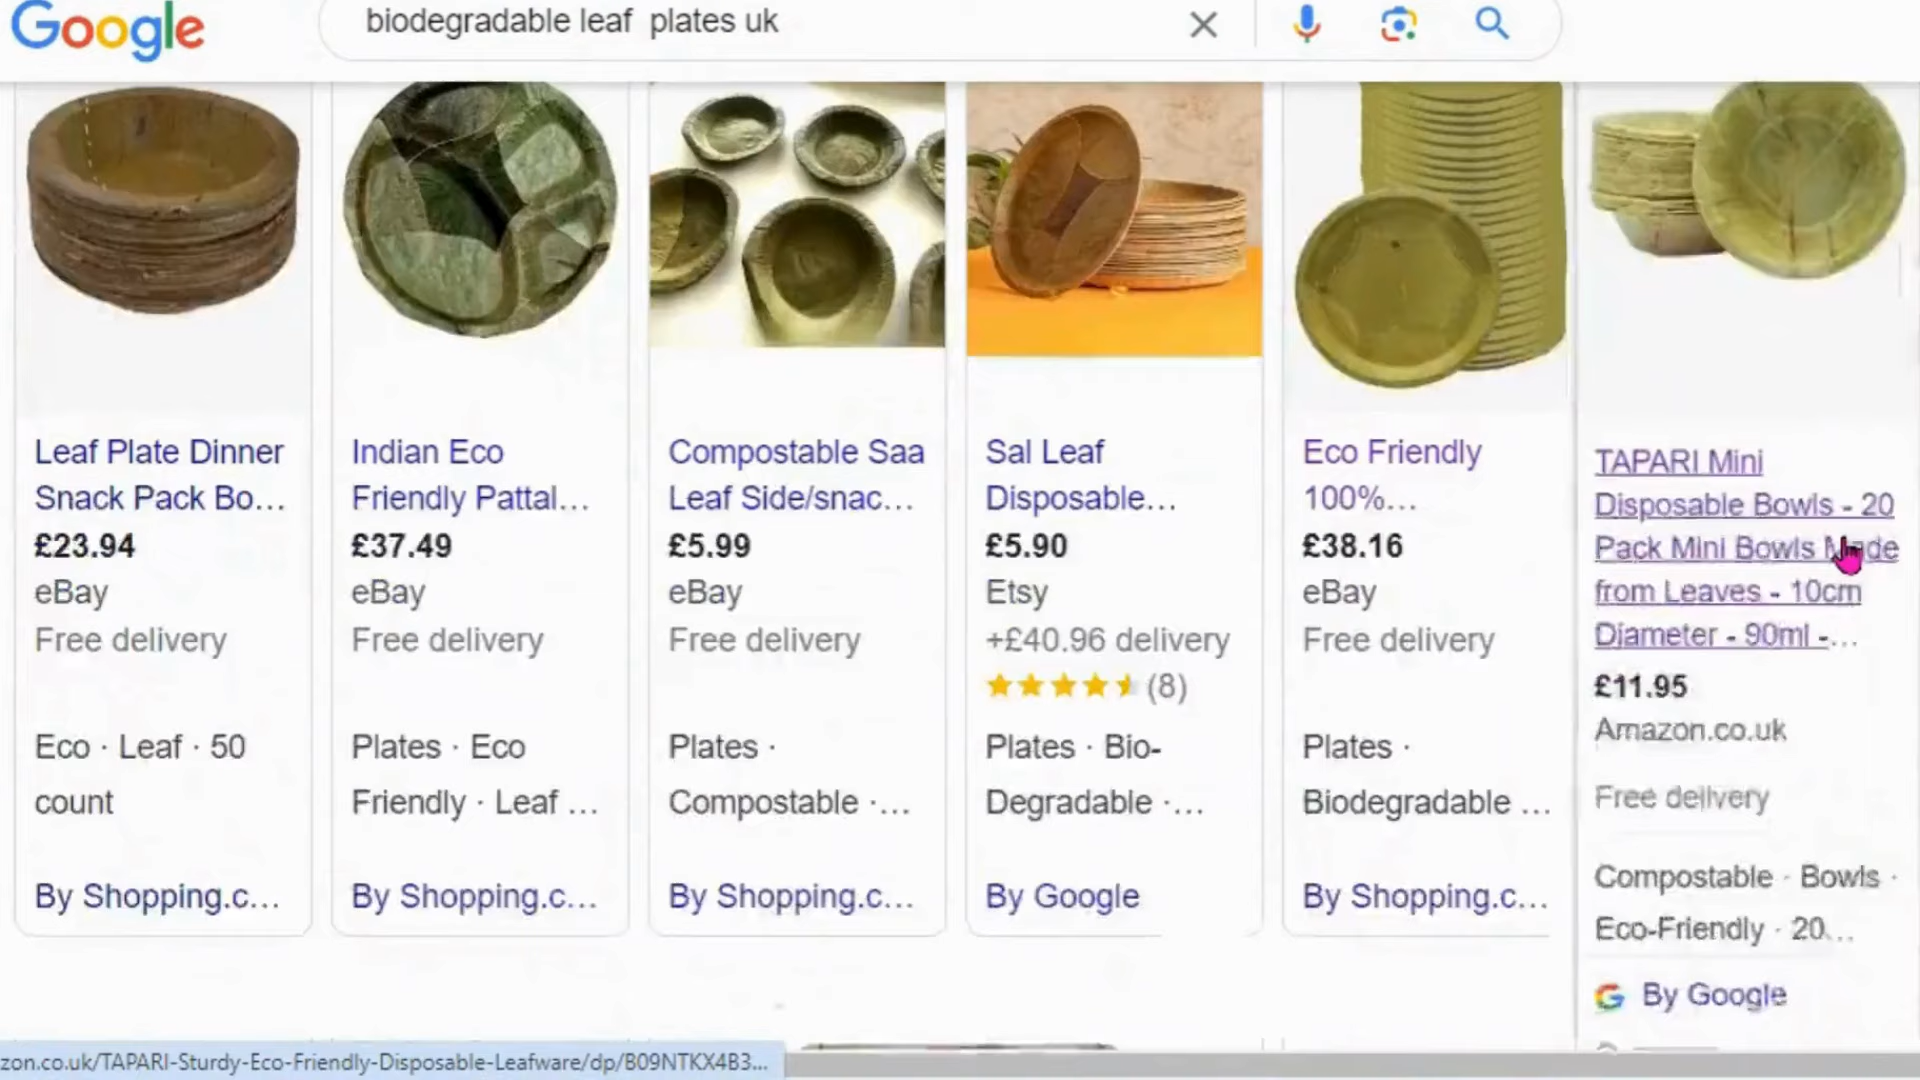 Google
biodegradable leaf plates uk
Leaf Plate Dinner
Snack Pack Bo...
£23.94
eBay
Free delivery
Eco · Leaf · 50
count
By Shopping.c...
Indian Eco
Friendly Pattal...
£37.49
eBay
Free delivery
Plates · Eco
Friendly · Leaf ...
By Shopping.c...
Compostable Saa
Leaf Side/snac...
£5.99
eBay
Free delivery
Plates ·
Compostable ·...
By Shopping.c...
Sal Leaf
Disposable...
£5.90
Etsy
+£40.96 delivery
(8)
Plates · Bio-
Degradable ·...
By Google
Eco Friendly
100%...
£38.16
eBay
Free delivery
Plates ·
Biodegradable ...
By Shopping.c...
TAPARI Mini
Disposable Bowls - 20
Pack Mini Bowls Made
from Leaves - 10cm
Diameter - 90ml -...
£11.95
Amazon.co.uk
Free delivery
Compostable · Bowls ·
Eco-Friendly · 20...
By Google
zon.co.uk/TAPARI-Sturdy-Eco-Friendly-Disposable-Leafware/dp/B09NTKX4B3...